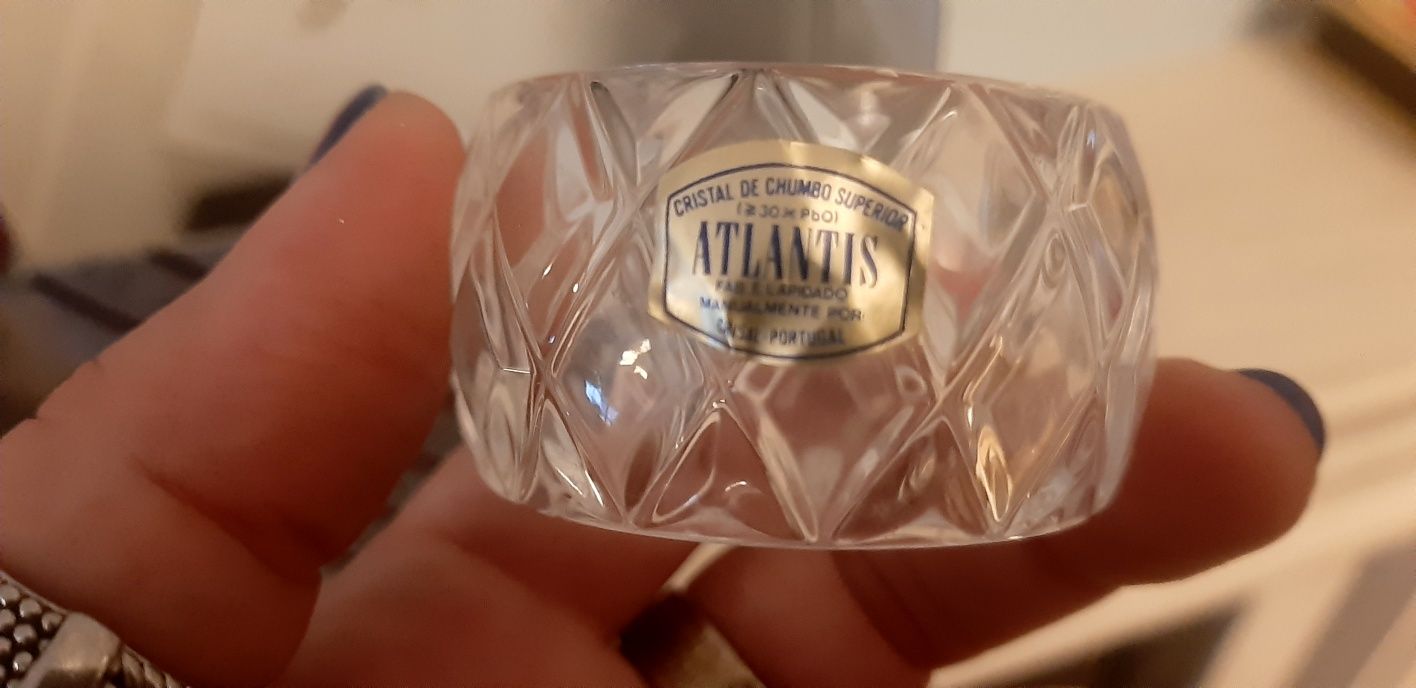 CRISTAL DE CHUMBO SUPERIOR
(≥ 30% PbO)
ATLANTIS
FAB. E LAPIDADO
MANUALMENTE POR:
PORTUGAL